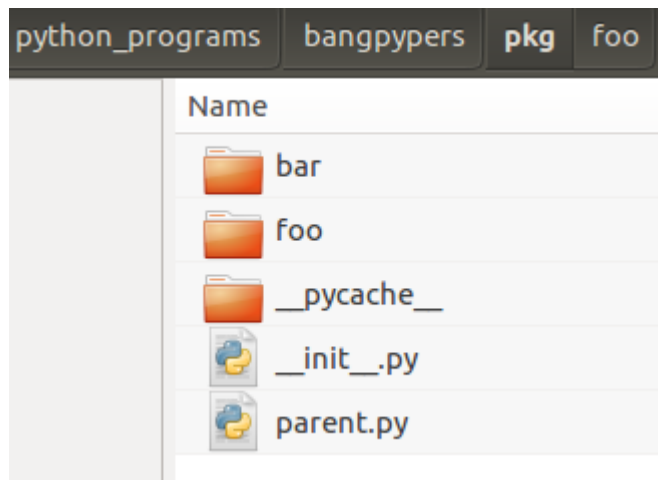 python_programs bangpypers pkg foo
Name
bar
foo
__pycache__
__init__.py
parent.py